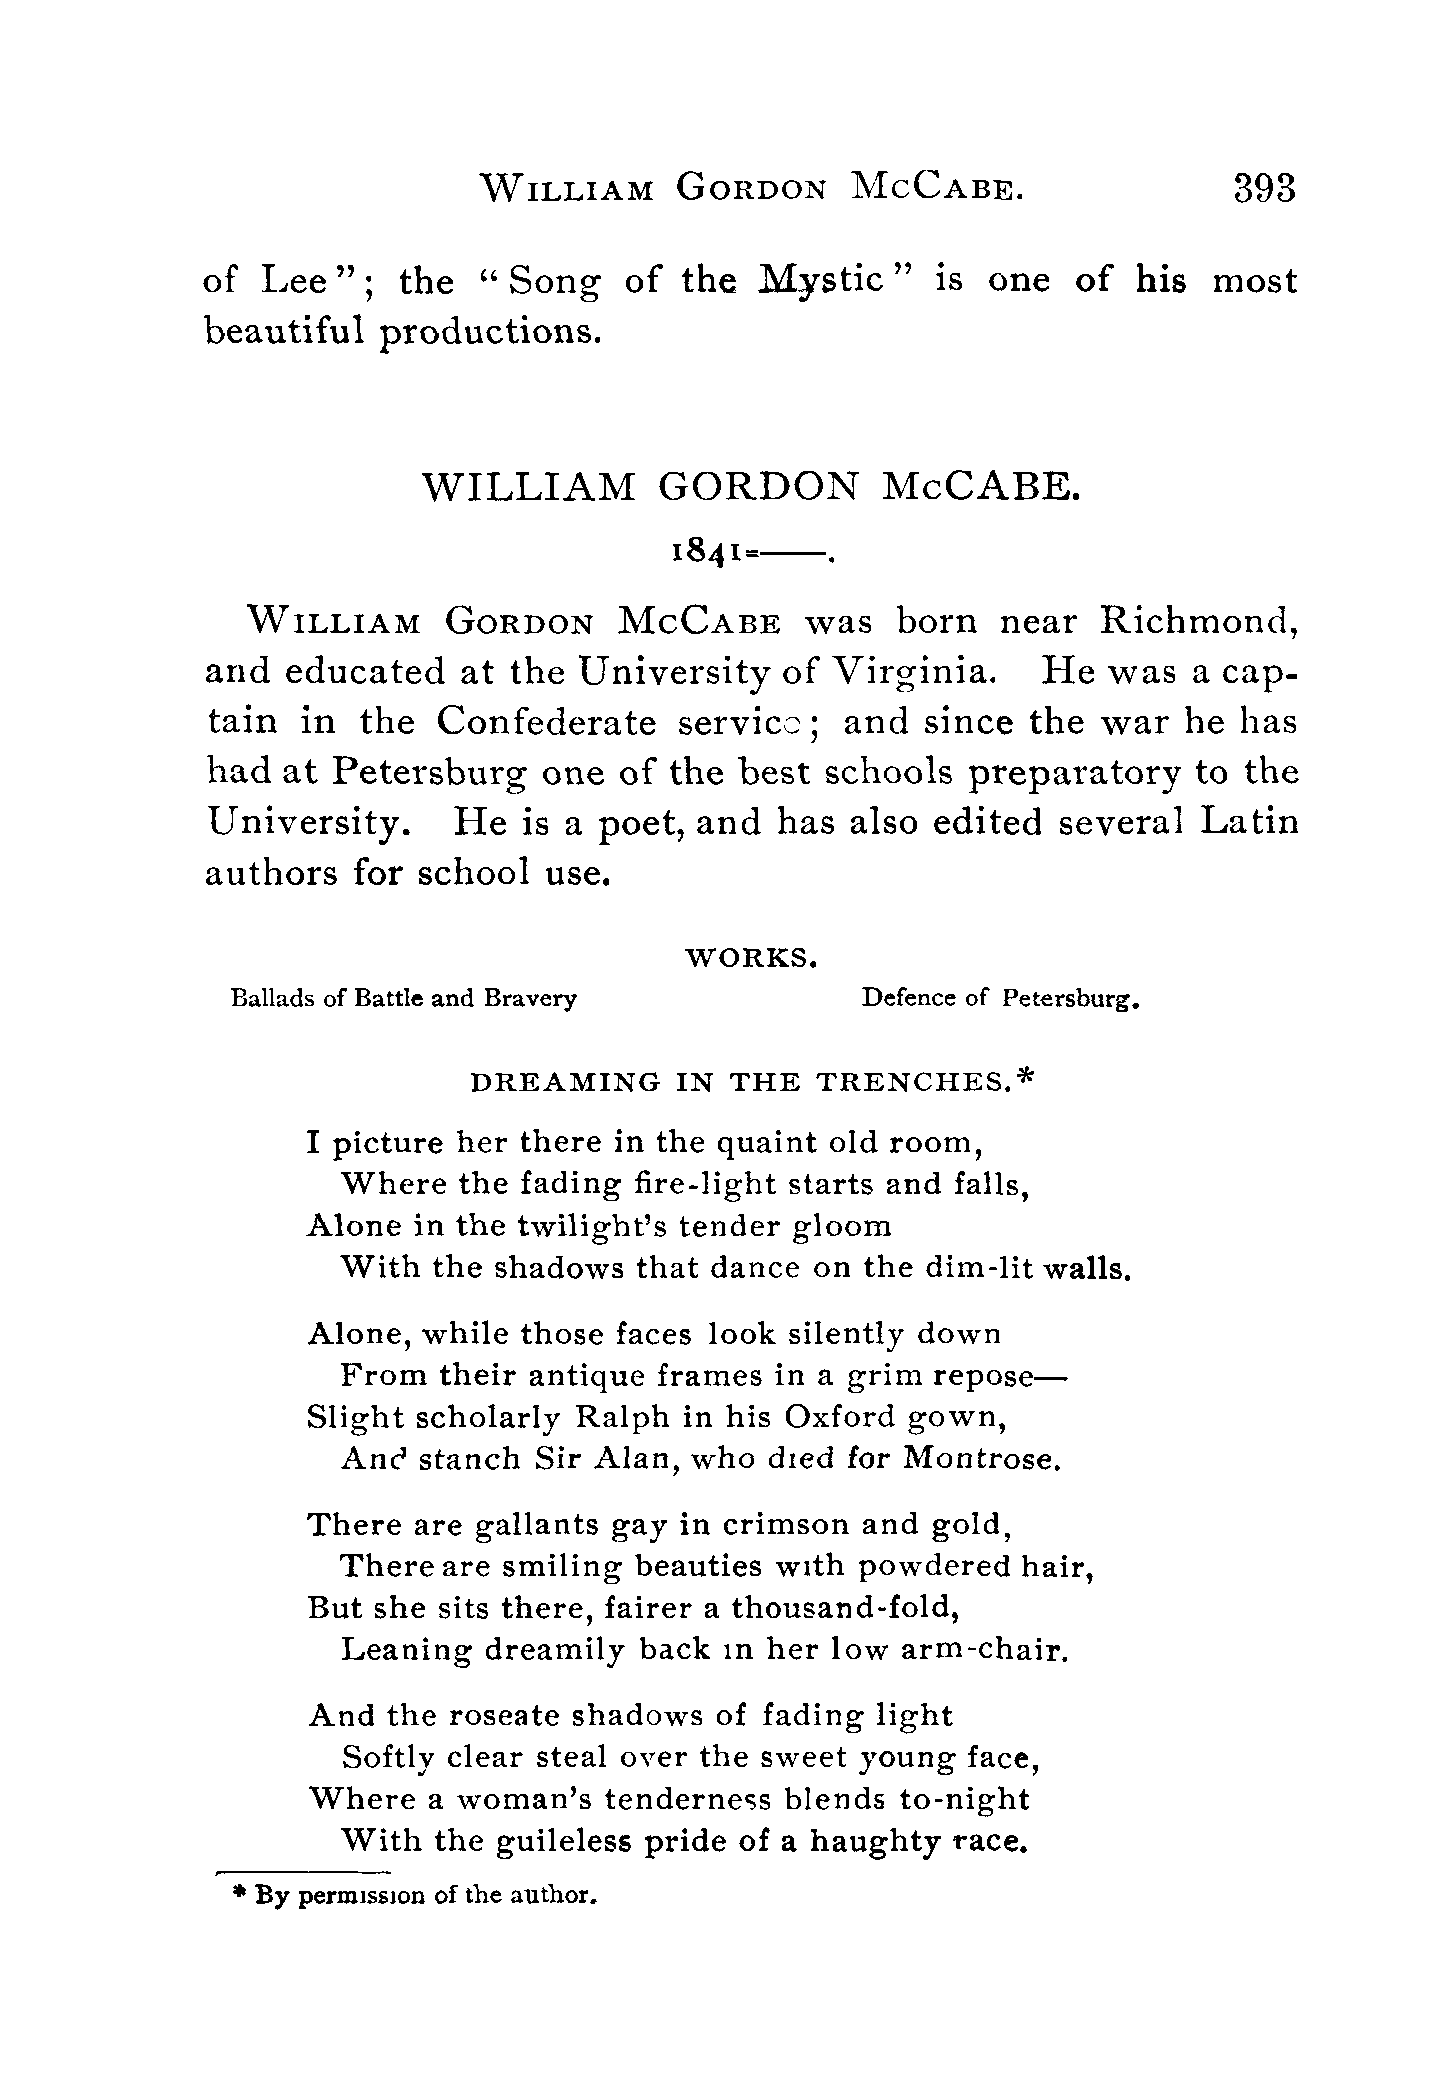 William Gordon McCabe. 393
of Lee"; the "Song of the Mystic" is one of his most
beautiful productions.
WILLIAM GORDON McCABE.
1841=——.
William Gordon McCabe was born near Richmond,
and educated at the University of Virginia. He was a cap-
tain in the Confederate service; and since the war he has
had at Petersburg one of the best schools preparatory to the
University. He is a poet, and has also edited several Latin
authors for school use.
WORKS.
Ballads of Battle and Bravery Defence of Petersburg.
DREAMING IN THE TRENCHES.*
I picture her there in the quaint old room,
Where the fading fire-light starts and falls,
Alone in the twilight's tender gloom
With the shadows that dance on the dim-lit walls.
Alone, while those faces look silently down
From their antique frames in a grim repose—
Slight scholarly Ralph in his Oxford gown,
And stanch Sir Alan, who died for Montrose.
There are gallants gay in crimson and gold,
There are smiling beauties with powdered hair,
But she sits there, fairer a thousand-fold,
Leaning dreamily back in her low arm-chair.
And the roseate shadows of fading light
Softly clear steal over the sweet young face,
Where a woman's tenderness blends to-night
With the guileless pride of a haughty race.
* By permission of the author.